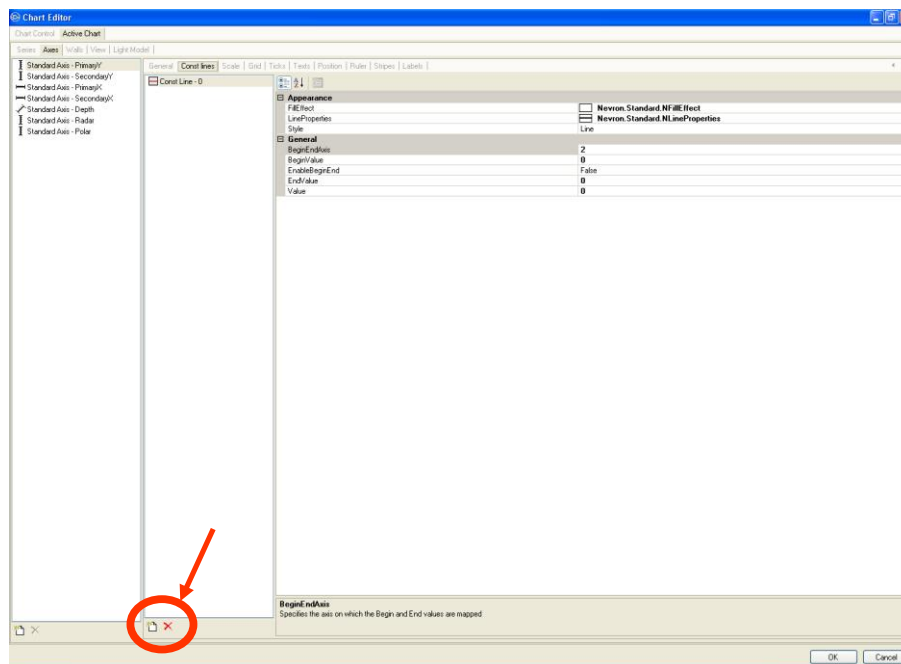 Chart Editor
Chart Control Active Chart
Series Axes Walls View Light Model
Standard Axis - PrimaryY
Standard Axis - SecondaryY
Standard Axis - PrimaryX
Standard Axis - SecondaryX
Standard Axis - Depth
Standard Axis - Radar
Standard Axis - Polar
General Const lines Scale Grid Ticks Texts Position Ruler Stripes Labels
Const Line - 0
Appearance
FillEffect Nevron.Standard.NFillEffect
LineProperties Nevron.Standard.NLineProperties
Style Line
General
BeginEndAxis 2
BeginValue 0
EnableBeginEnd False
EndValue 0
Value 0
BeginEndAxis
Specifies the axis on which the Begin and End values are mapped
OK Cancel